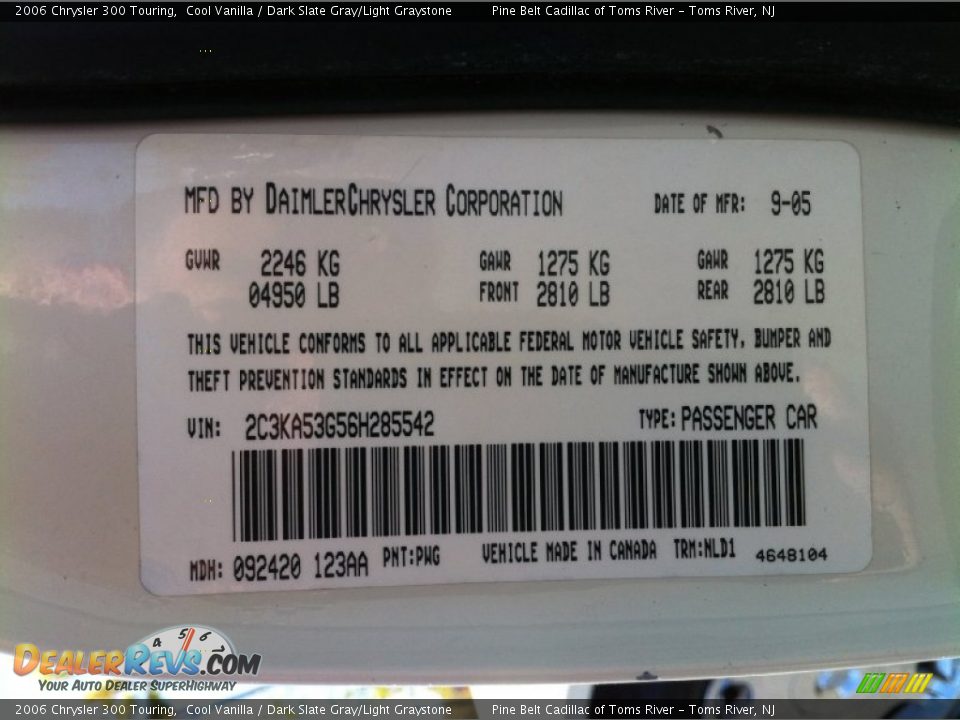 2006 Chrysler 300 Touring, Cool Vanilla / Dark Slate Gray/Light Graystone Pine Belt Cadillac of Toms River - Toms River, NJ
MFD BY DAIMLERCHRYSLER CORPORATION DATE OF MFR: 9-05
GVWR 2246 KG GAWR 1275 KG GAWR 1275 KG
04950 LB FRONT 2810 LB REAR 2810 LB
THIS VEHICLE CONFORMS TO ALL APPLICABLE FEDERAL MOTOR VEHICLE SAFETY, BUMPER AND
THEFT PREVENTION STANDARDS IN EFFECT ON THE DATE OF MANUFACTURE SHOWN ABOVE.
VIN: 2C3KA53G56H285542 TYPE: PASSENGER CAR
MDH: 092420 123AA PNT:PWG VEHICLE MADE IN CANADA TRM:NLD1 4648104
4 5 6 7
DEALERREVS.COM
YOUR AUTO DEALER SUPERHIGHWAY
2006 Chrysler 300 Touring, Cool Vanilla / Dark Slate Gray/Light Graystone Pine Belt Cadillac of Toms River - Toms River, NJ